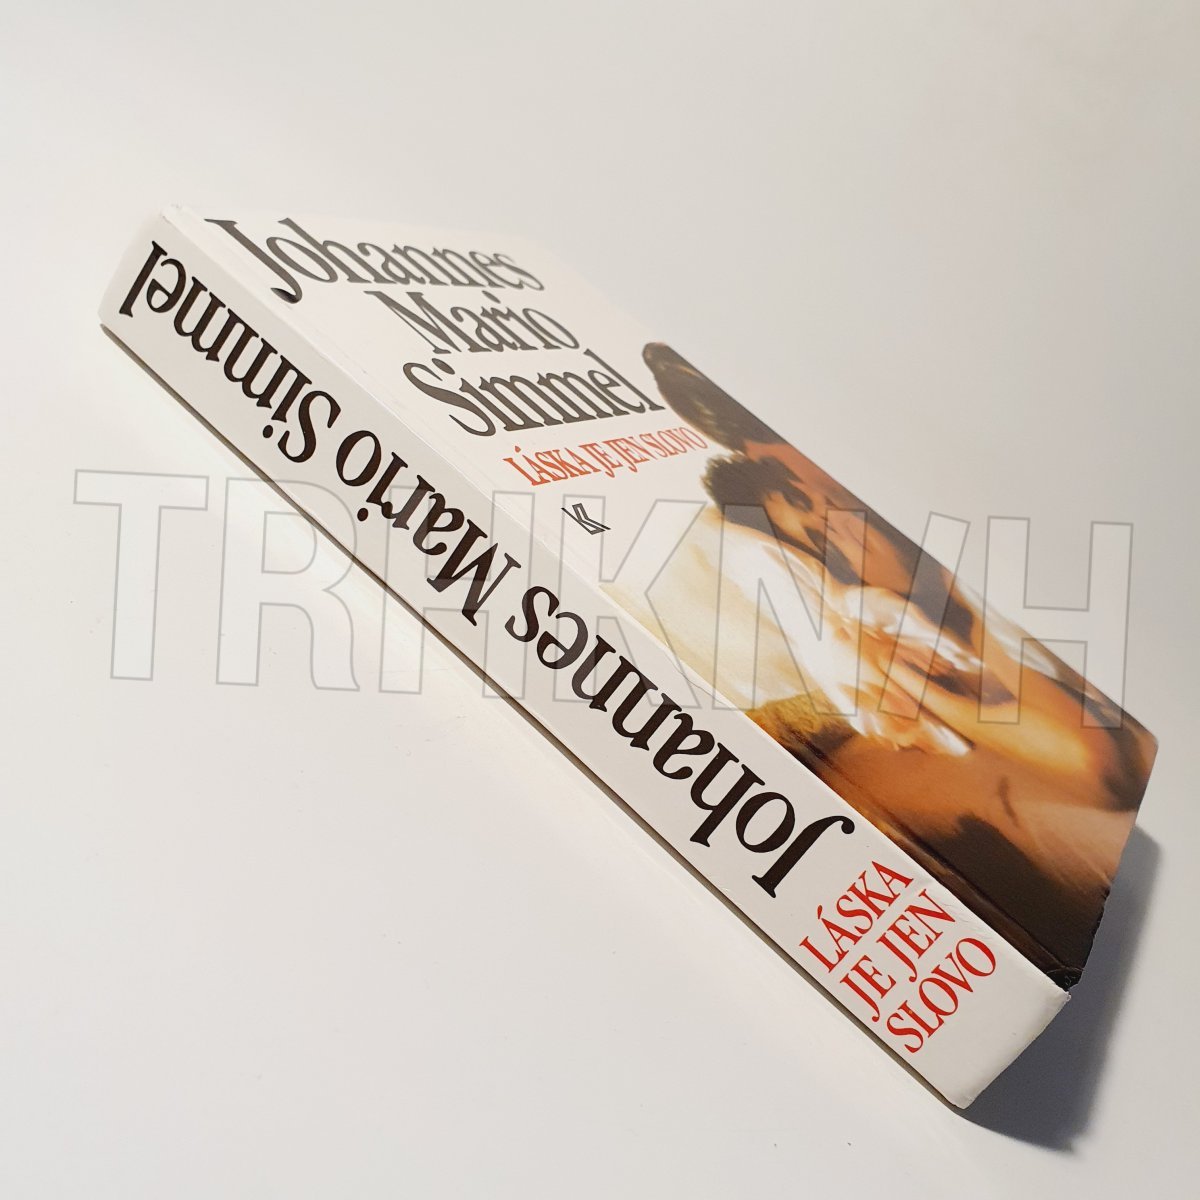 Johannes
Mario
Simmel
LÁSKA JE JEN SLOVO
Johannes Mario Simmel
LÁSKA
JE JEN
SLOVO
TRHKNIH